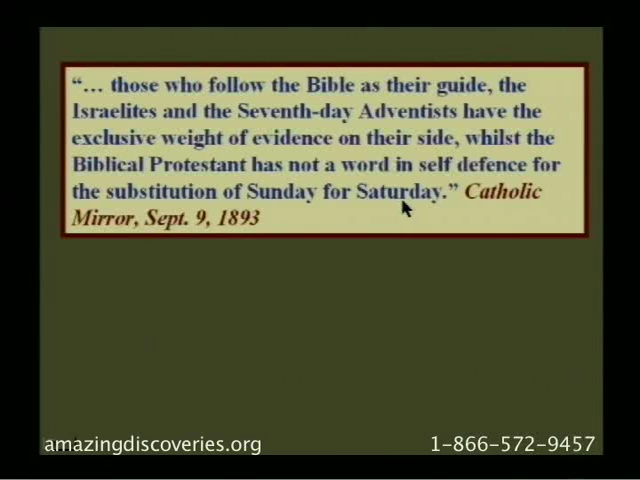 “... those who follow the Bible as their guide, the
Israelites and the Seventh-day Adventists have the
exclusive weight of evidence on their side, whilst the
Biblical Protestant has not a word in self defence for
the substitution of Sunday for Saturday.” Catholic
Mirror, Sept. 9, 1893
amazingdiscoveries.org 1-866-572-9457